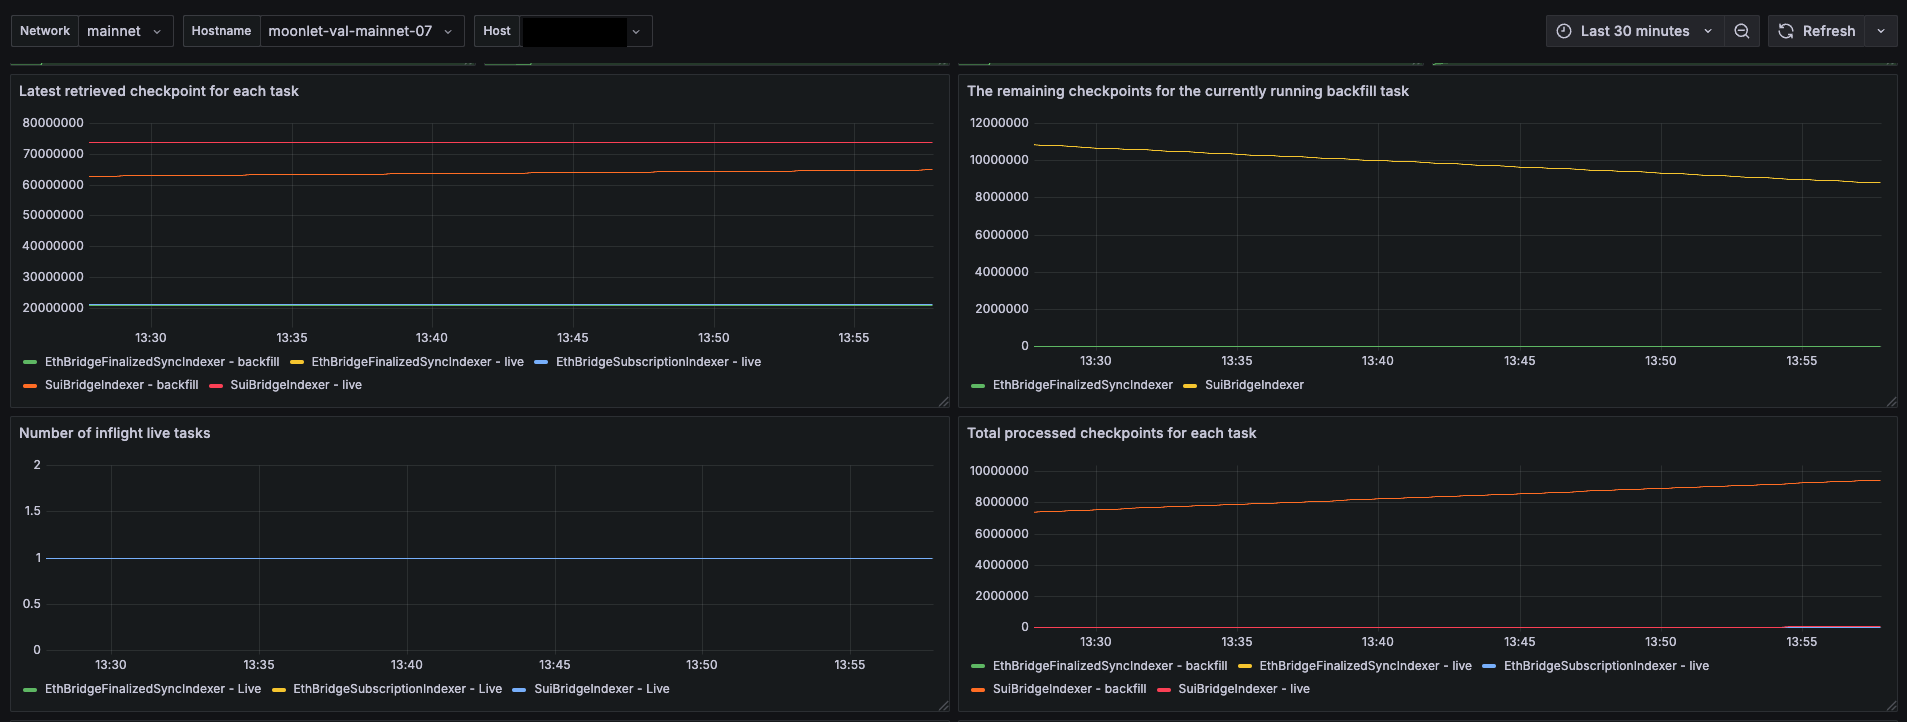 Network mainnet Hostname moonlet-val-mainnet-07 Host Last 30 minutes Refresh
Latest retrieved checkpoint for each task
80000000
70000000
60000000
50000000
40000000
30000000
20000000
13:30 13:35 13:40 13:45 13:50 13:55
EthBridgeFinalizedSyncIndexer - backfill EthBridgeFinalizedSyncIndexer - live EthBridgeSubscriptionIndexer - live
SuiBridgeIndexer - backfill SuiBridgeIndexer - live
The remaining checkpoints for the currently running backfill task
12000000
10000000
8000000
6000000
4000000
2000000
0
13:30 13:35 13:40 13:45 13:50 13:55
EthBridgeFinalizedSyncIndexer SuiBridgeIndexer
Number of inflight live tasks
2
1.5
1
0.5
0
13:30 13:35 13:40 13:45 13:50 13:55
EthBridgeFinalizedSyncIndexer - Live EthBridgeSubscriptionIndexer - Live SuiBridgeIndexer - Live
Total processed checkpoints for each task
10000000
8000000
6000000
4000000
2000000
0
13:30 13:35 13:40 13:45 13:50 13:55
EthBridgeFinalizedSyncIndexer - backfill EthBridgeFinalizedSyncIndexer - live EthBridgeSubscriptionIndexer - live
SuiBridgeIndexer - backfill SuiBridgeIndexer - live